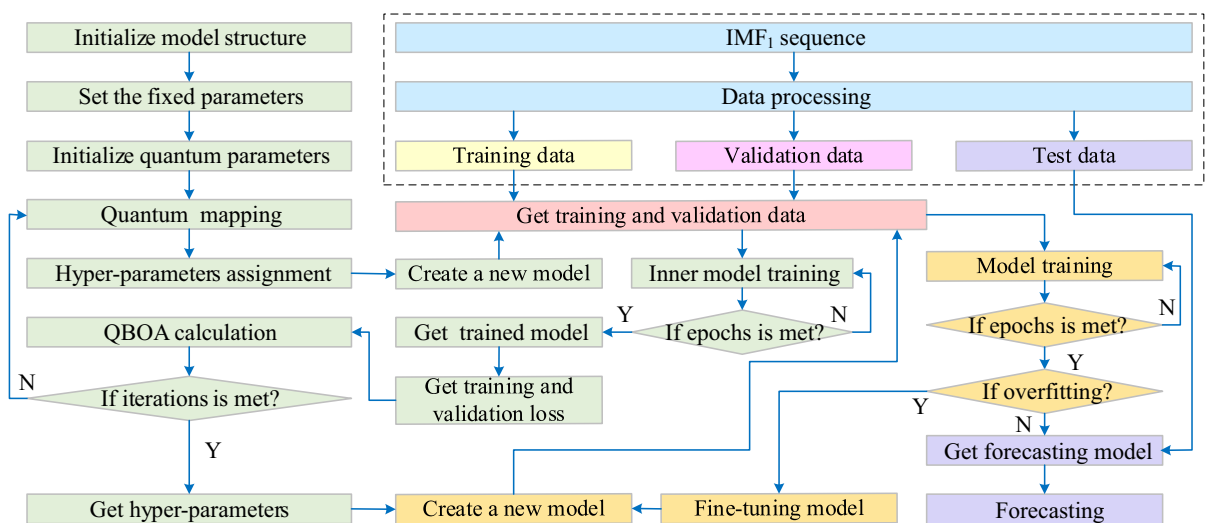 Initialize model structure
IMF₁ sequence
Set the fixed parameters
Data processing
Initialize quantum parameters
Training data
Validation data
Test data
Quantum mapping
Get training and validation data
Hyper-parameters assignment
Create a new model
Inner model training
Model training
Y
N
N
QBOA calculation
Get trained model
If epochs is met?
If epochs is met?
Y
N
If iterations is met?
Get training and
validation loss
If overfitting?
Y
N
Y
Get forecasting model
Get hyper-parameters
Create a new model
Fine-tuning model
Forecasting